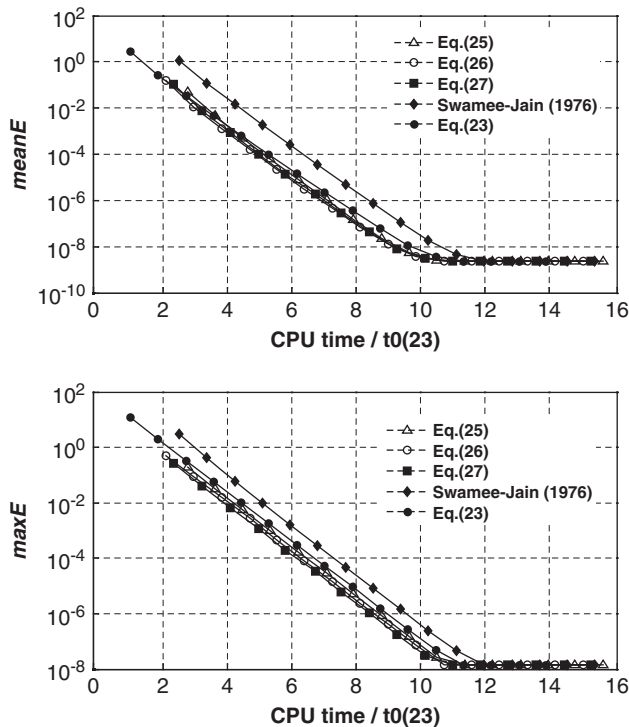 10^2
10^0
10^-2
10^-4
10^-6
10^-8
10^-10
meanE
Eq.(25)
Eq.(26)
Eq.(27)
Swamee-Jain (1976)
Eq.(23)
0 2 4 6 8 10 12 14 16
CPU time / t0(23)
10^2
10^0
10^-2
10^-4
10^-6
10^-8
maxE
Eq.(25)
Eq.(26)
Eq.(27)
Swamee-Jain (1976)
Eq.(23)
0 2 4 6 8 10 12 14 16
CPU time / t0(23)